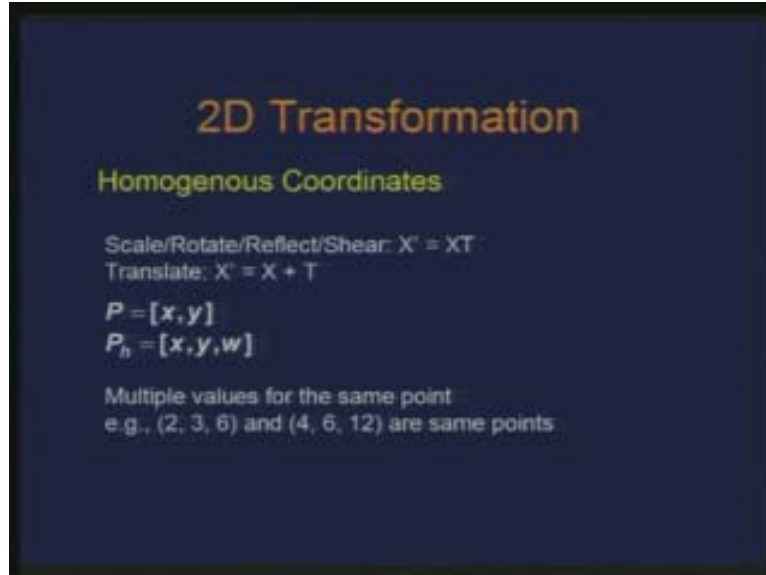 2D Transformation
Homogenous Coordinates
Scale/Rotate/Reflect/Shear: X' = XT
Translate: X' = X + T
P = [x, y]
Pₕ = [x, y, w]
Multiple values for the same point
e.g., (2, 3, 6) and (4, 6, 12) are same points